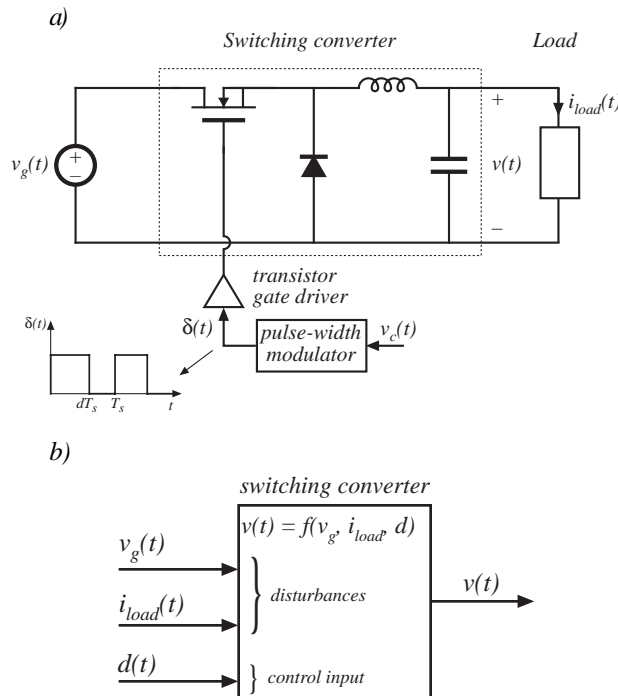 a)
Switching converter
Load
+
i_load(t)
v_g(t)
+
−
v(t)
−
transistor
gate driver
δ(t)
pulse-width
modulator
v_c(t)
δ(t)
dT_s
T_s
t
b)
switching converter
v(t) = f(v_g, i_load, d)
v_g(t)
i_load(t)
} disturbances
v(t)
d(t)
} control input